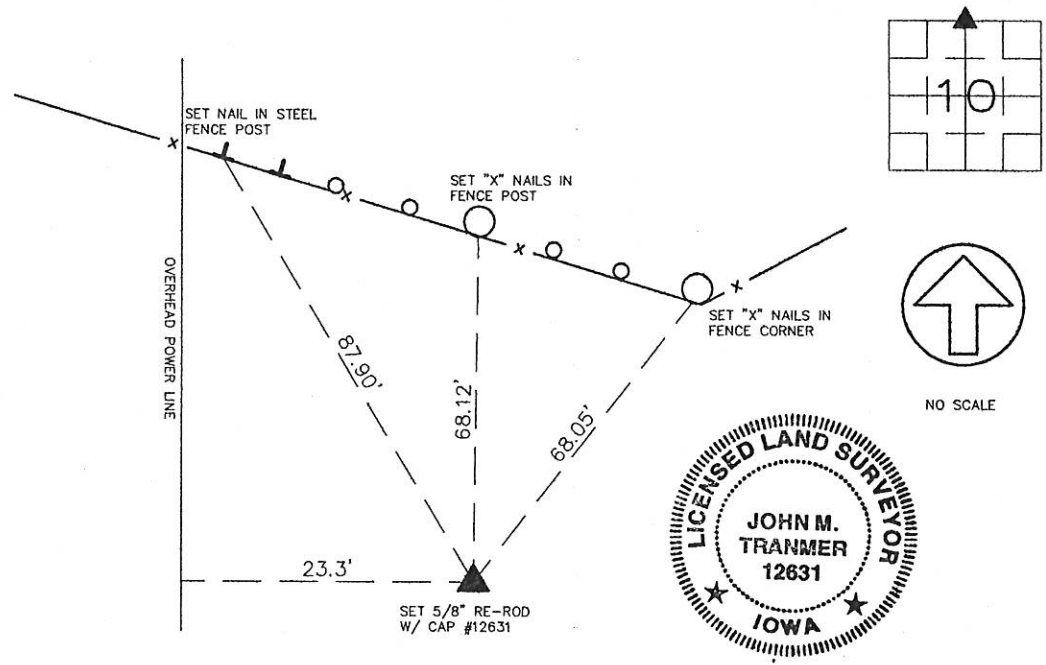 10
SET NAIL IN STEEL
FENCE POST
x
SET "X" NAILS IN
FENCE POST
x
x
x
SET "X" NAILS IN
FENCE CORNER
OVERHEAD POWER LINE
87.90'
68.12'
68.05'
NO SCALE
23.3'
SET 5/8" RE-ROD
W/ CAP #12631
LICENSED LAND SURVEYOR
JOHN M.
TRANMER
12631
IOWA